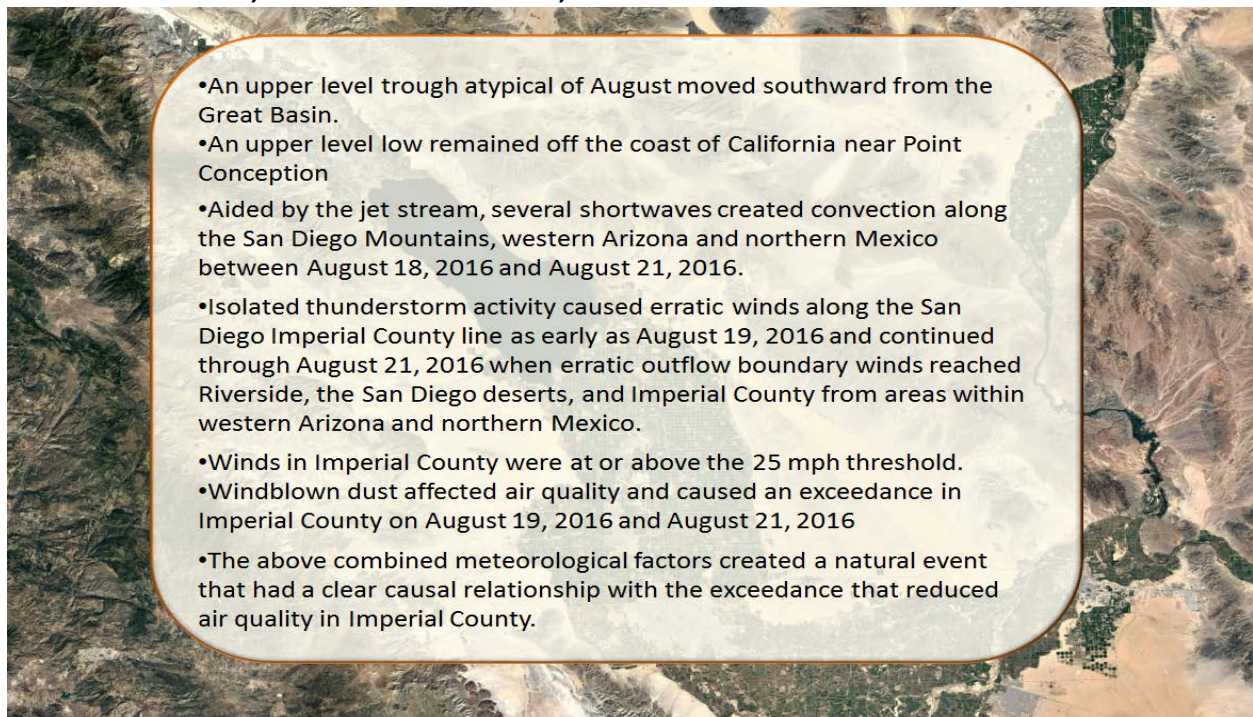 •An upper level trough atypical of August moved southward from the
Great Basin.
•An upper level low remained off the coast of California near Point
Conception
•Aided by the jet stream, several shortwaves created convection along
the San Diego Mountains, western Arizona and northern Mexico
between August 18, 2016 and August 21, 2016.
•Isolated thunderstorm activity caused erratic winds along the San
Diego Imperial County line as early as August 19, 2016 and continued
through August 21, 2016 when erratic outflow boundary winds reached
Riverside, the San Diego deserts, and Imperial County from areas within
western Arizona and northern Mexico.
•Winds in Imperial County were at or above the 25 mph threshold.
•Windblown dust affected air quality and caused an exceedance in
Imperial County on August 19, 2016 and August 21, 2016
•The above combined meteorological factors created a natural event
that had a clear causal relationship with the exceedance that reduced
air quality in Imperial County.